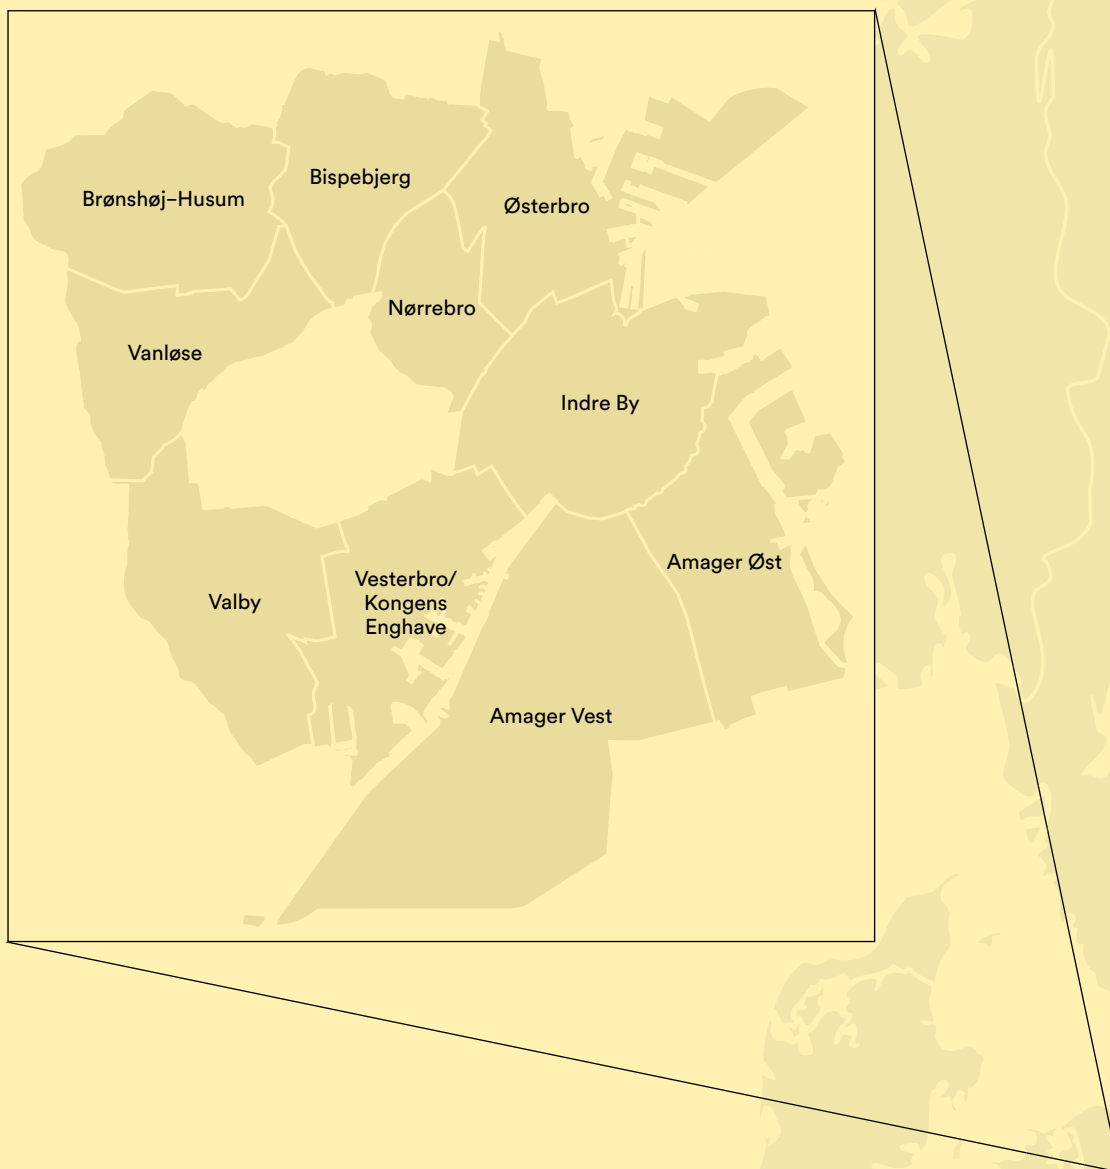 Bispebjerg
Brønshøj–Husum
Østerbro
Nørrebro
Vanløse
Indre By
Amager Øst
Vesterbro/
Kongens
Enghave
Valby
Amager Vest